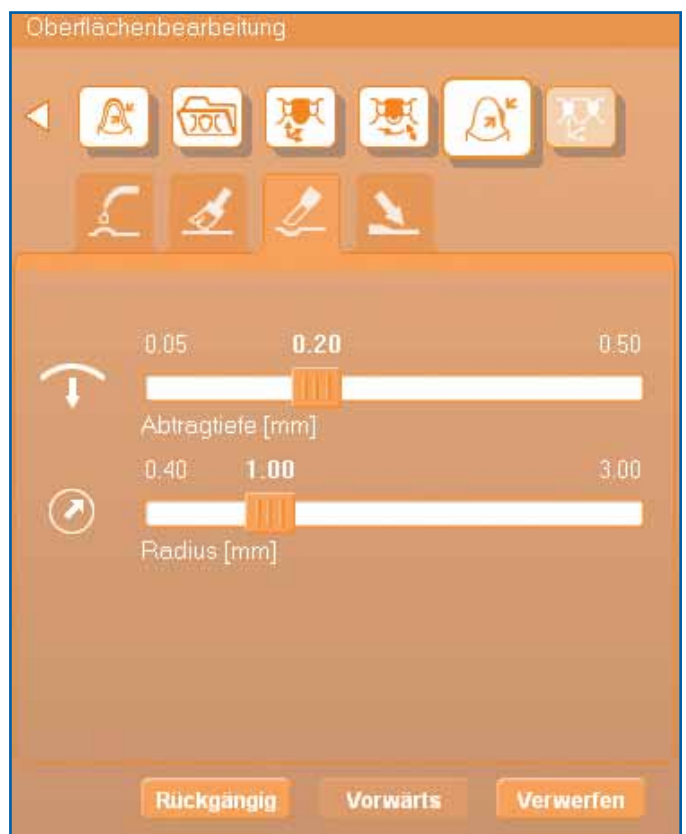 Oberflächenbearbeitung
0.05 0.20 0.50
Abtragtiefe [mm]
0.40 1.00 3.00
Radius [mm]
Rückgängig Vorwärts Verwerfen